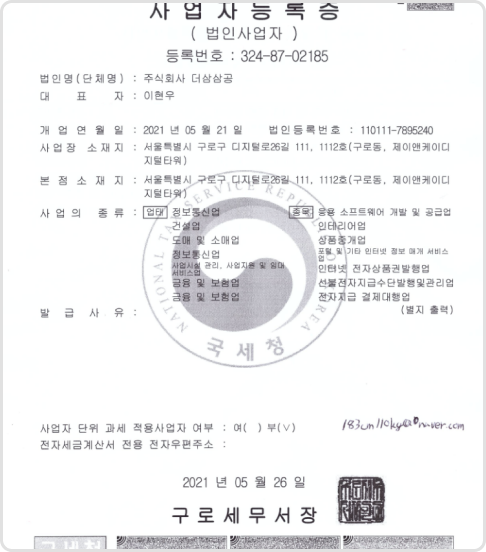 사 업 자 등 록 증
( 법인사업자 )
등록번호 : 324-87-02185
법인명(단체명) : 주식회사 더삼삼공
대 표 자 : 이현우
개 업 연 월 일 : 2021 년 05 월 21 일 법인등록번호 : 110111-7895240
사업장 소재지 : 서울특별시 구로구 디지털로26길 111, 1112호(구로동, 제이앤케이디
지털타워)
본 점 소 재 지 : 서울특별시 구로구 디지털로26길 111, 1112호(구로동, 제이앤케이디
지털타워)
사 업 의 종 류 : 업태 정보통신업 종목 응용 소프트웨어 개발 및 공급업
건설업 인테리어업
도매 및 소매업 상품중개업
정보통신업 포털 및 기타 인터넷 정보 매개 서비스
업
사업시설 관리, 사업지원 및 임대
서비스업 인터넷 전자상품권발행업
금융 및 보험업 선불전자지급수단발행및관리업
금융 및 보험업 전자지급 결제대행업
발 급 사 유 : (별지 출력)
NATIONAL TAX SERVICE REPUBLIC OF KOREA
국세청
사업자 단위 과세 적용사업자 여부 : 여( ) 부(∨)
전자세금계산서 전용 전자우편주소 :
183cm110kg@naver.com
2021 년 05 월 26 일
구 로 세 무 서 장
국세청